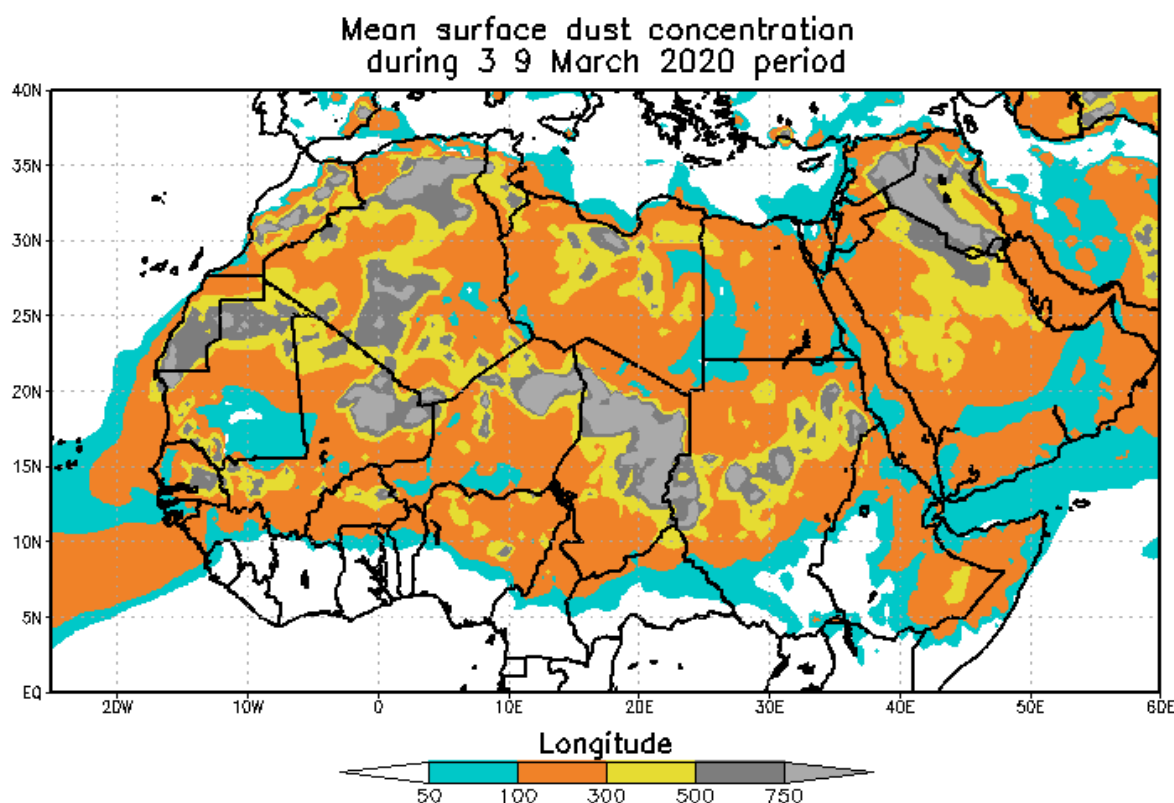 Mean surface dust concentration
during 3 9 March 2020 period
40N
35N
30N
25N
20N
15N
10N
5N
EQ
20W 10W 0 10E 20E 30E 40E 50E 60E
Longitude
50 100 300 500 750